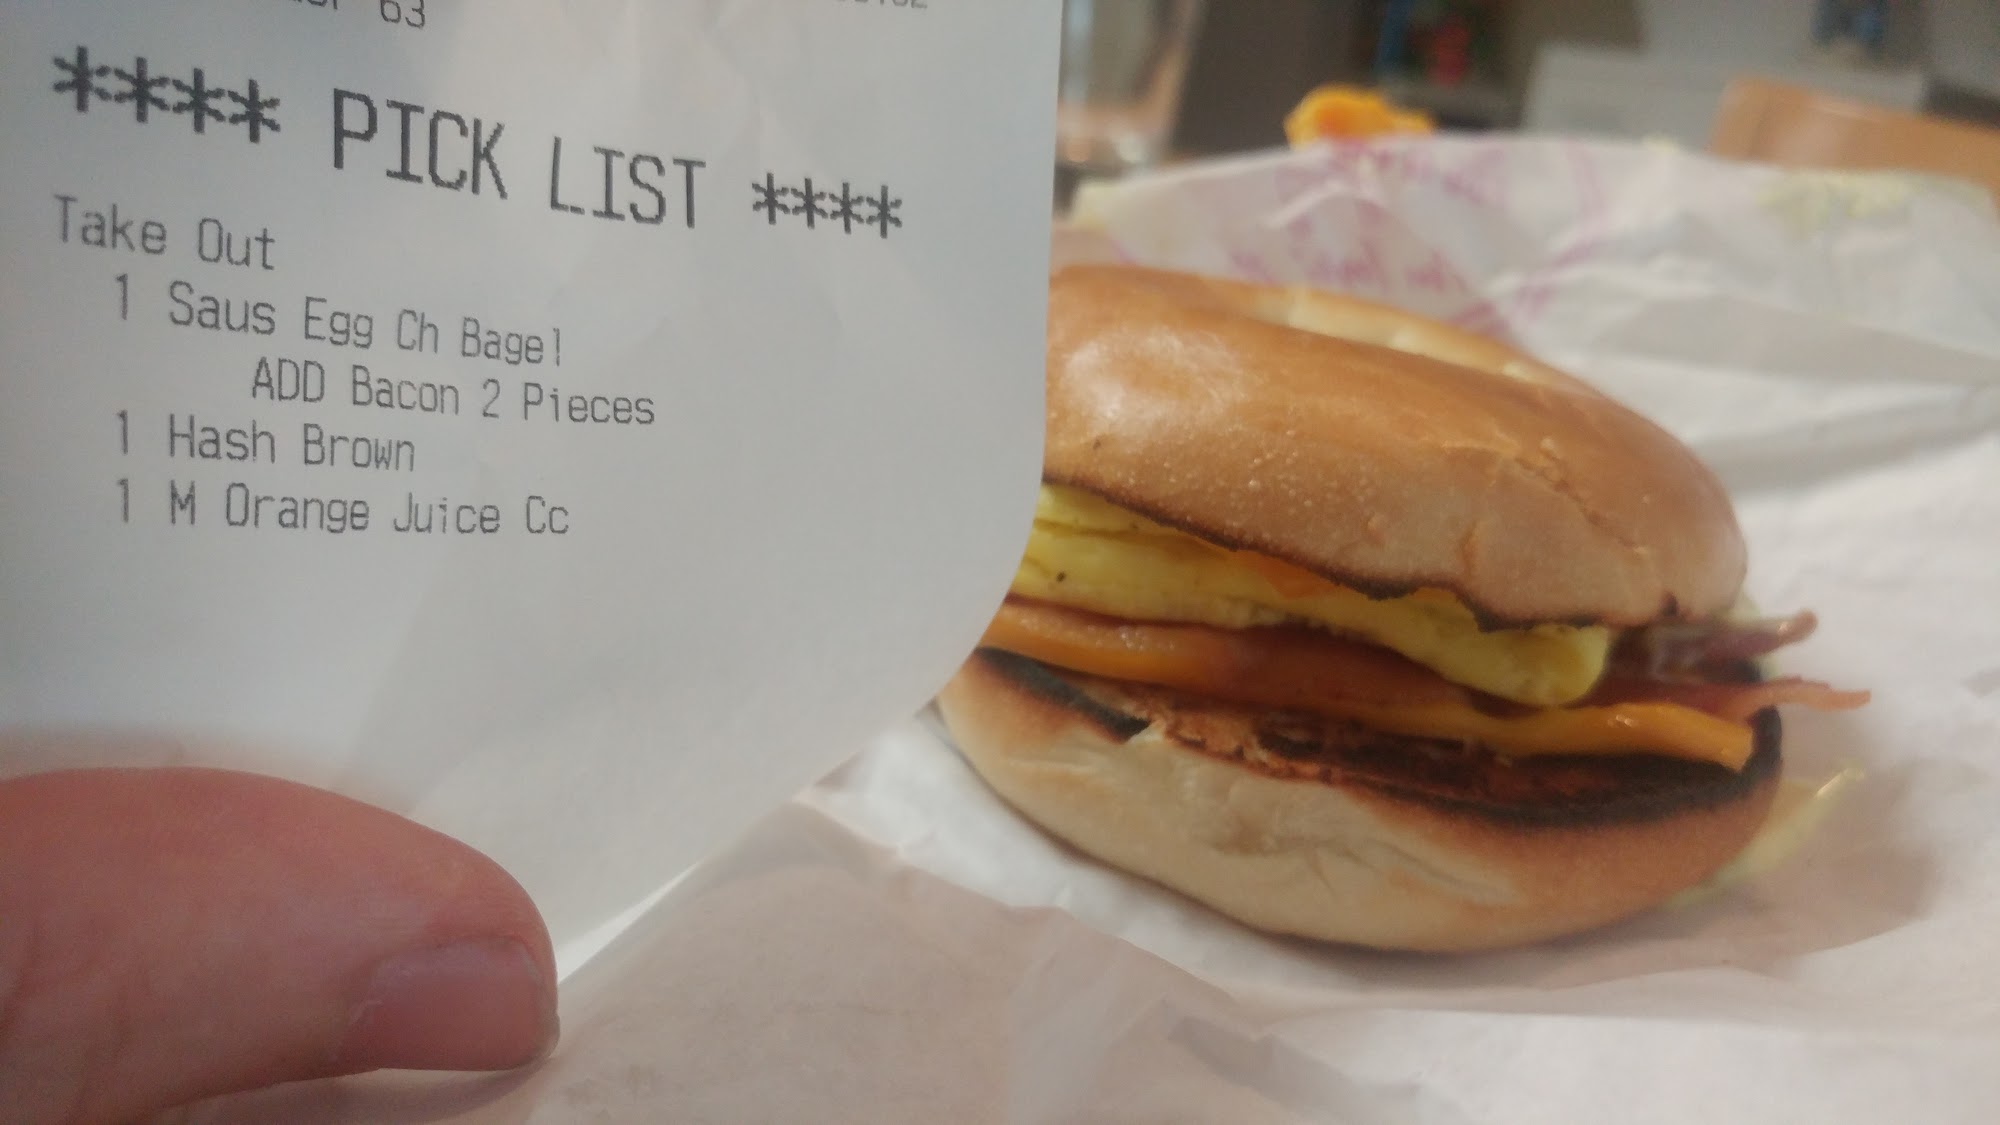 63
**** PICK LIST ****
Take Out
1 Saus Egg Ch Bagel
ADD Bacon 2 Pieces
1 Hash Brown
1 M Orange Juice Cc